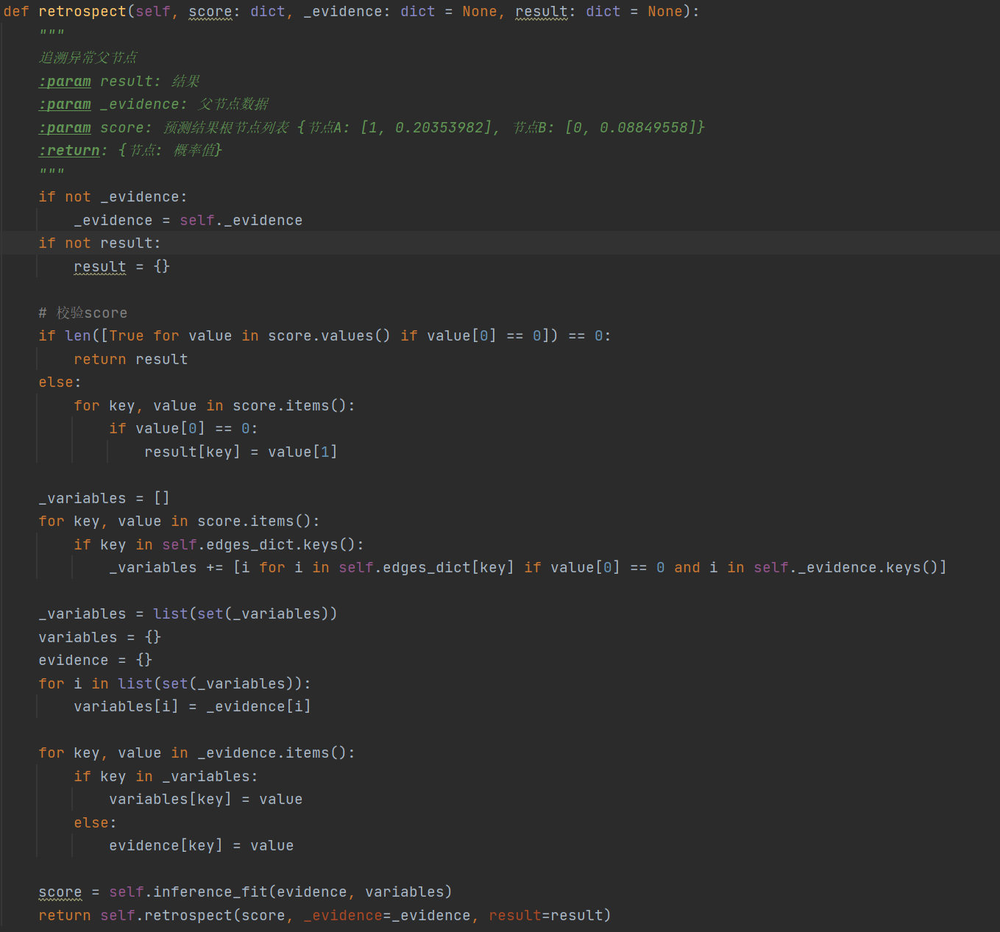 def retrospect(self, score: dict, _evidence: dict = None, result: dict = None):
"""
追溯异常父节点
:param result: 结果
:param _evidence: 父节点数据
:param score: 预测结果根节点列表 {节点A: [1, 0.20353982], 节点B: [0, 0.08849558]}
:return: {节点: 概率值}
"""
if not _evidence:
_evidence = self._evidence
if not result:
result = {}
# 校验score
if len([True for value in score.values() if value[0] == 0]) == 0:
return result
else:
for key, value in score.items():
if value[0] == 0:
result[key] = value[1]
_variables = []
for key, value in score.items():
if key in self.edges_dict.keys():
_variables += [i for i in self.edges_dict[key] if value[0] == 0 and i in self._evidence.keys()]
_variables = list(set(_variables))
variables = {}
evidence = {}
for i in list(set(_variables)):
variables[i] = _evidence[i]
for key, value in _evidence.items():
if key in _variables:
variables[key] = value
else:
evidence[key] = value
score = self.inference_fit(evidence, variables)
return self.retrospect(score, _evidence=_evidence, result=result)